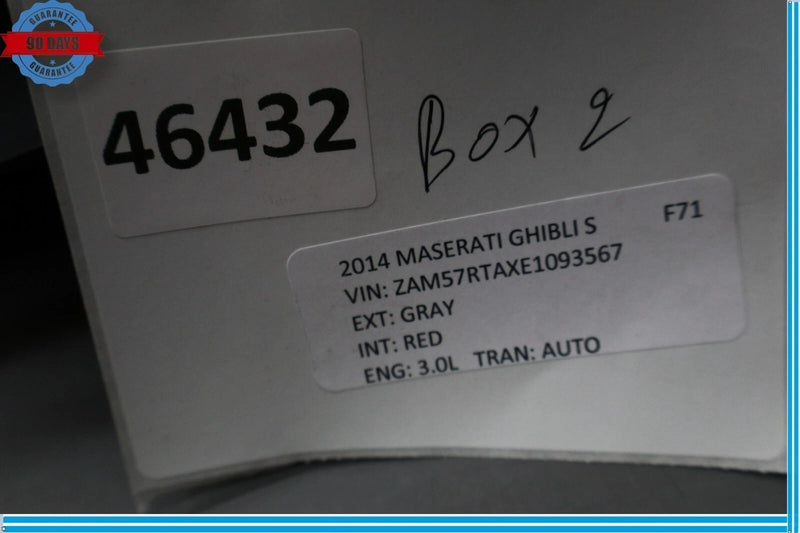 GUARANTEE
90 DAYS
GUARANTEE
46432
Box 2
2014 MASERATI GHIBLI S F71
VIN: ZAM57RTAXE1093567
EXT: GRAY
INT: RED
ENG: 3.0L TRAN: AUTO